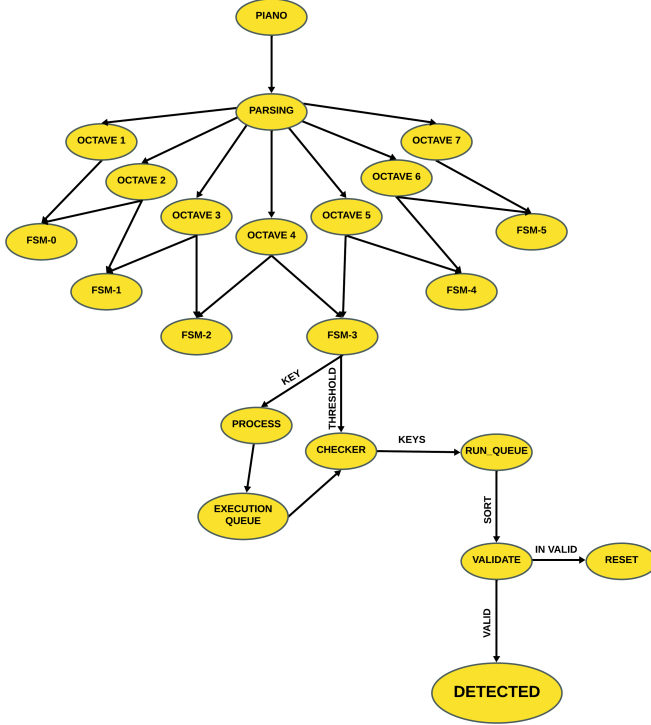 PIANO
PARSING
OCTAVE 1
OCTAVE 7
OCTAVE 2
OCTAVE 6
OCTAVE 3
OCTAVE 5
OCTAVE 4
FSM-0
FSM-5
FSM-1
FSM-4
FSM-2
FSM-3
KEY
THRESHOLD
PROCESS
CHECKER
KEYS
RUN_QUEUE
EXECUTION
QUEUE
SORT
VALIDATE
IN VALID
RESET
VALID
DETECTED